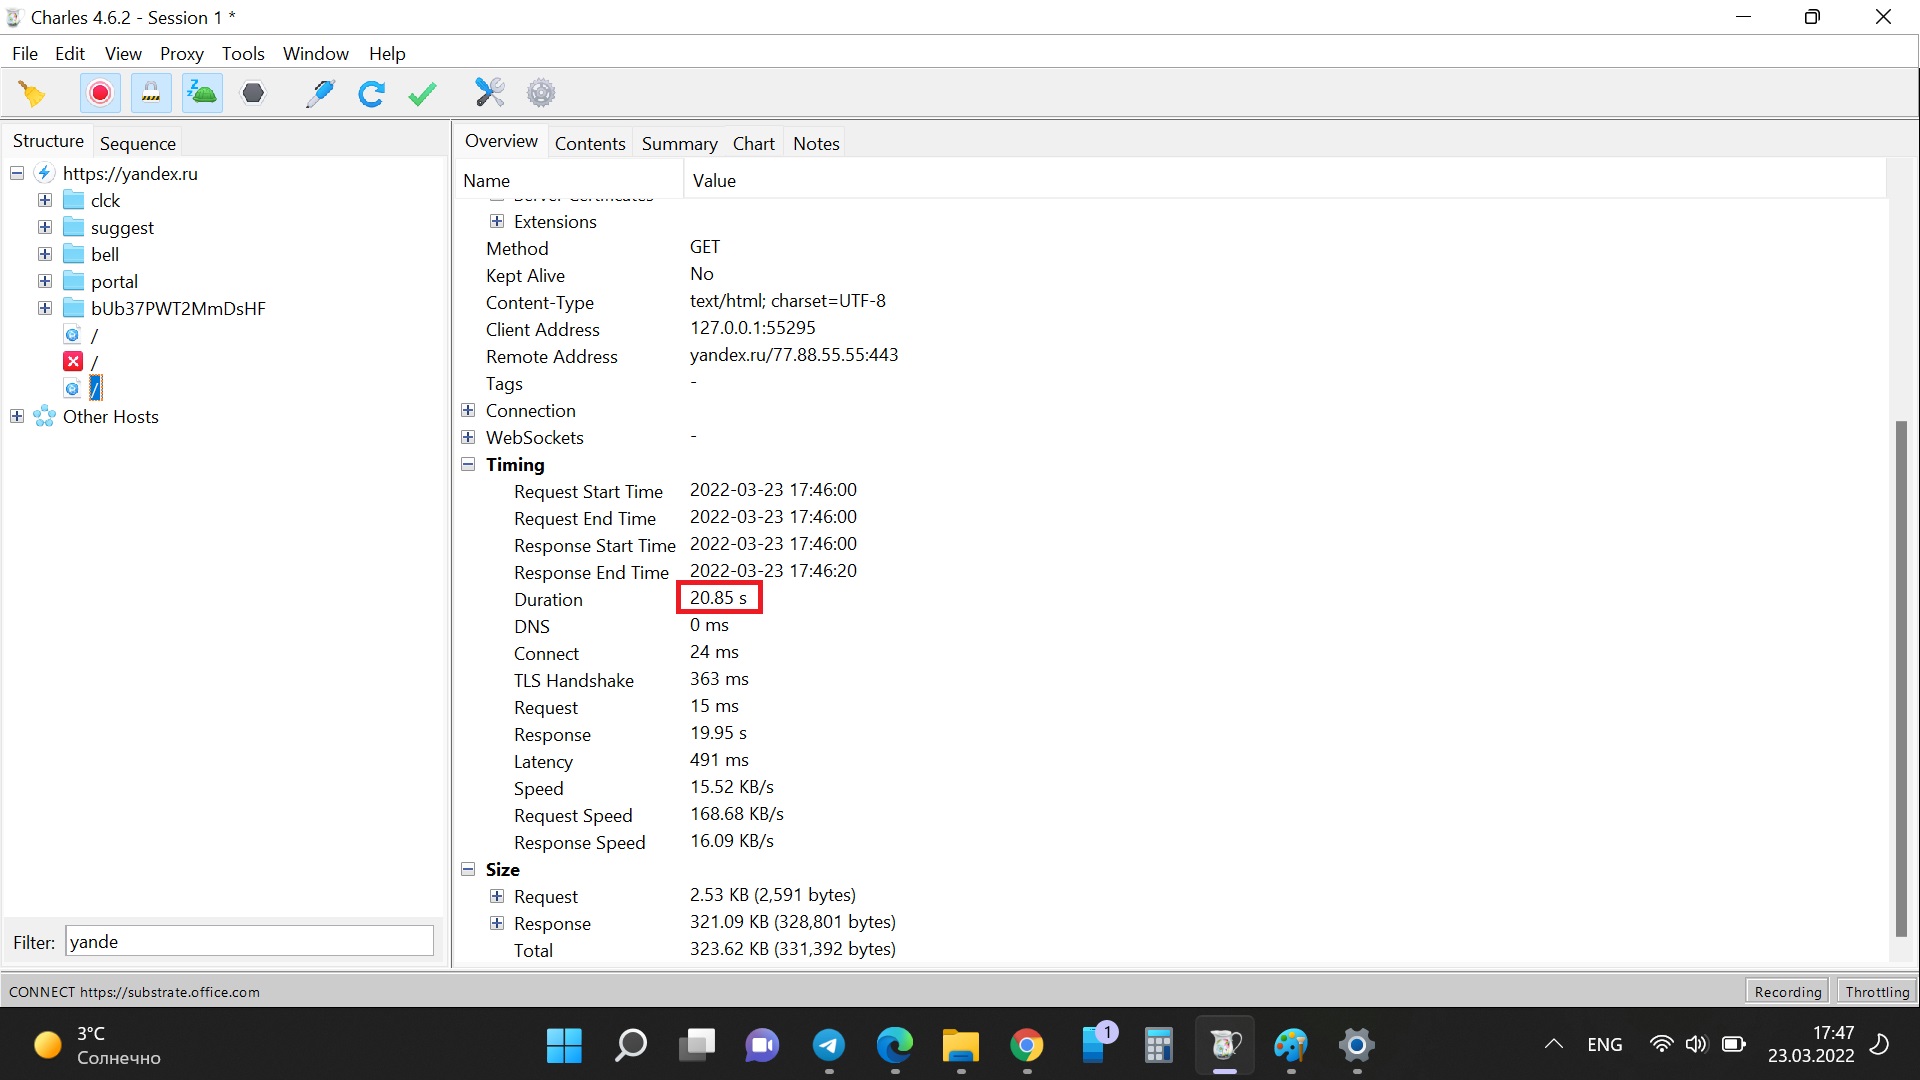 Charles 4.6.2 - Session 1 *
File Edit View Proxy Tools Window Help
Structure Sequence
https://yandex.ru
clck
suggest
bell
portal
bUb37PWT2MmDsHF
/
/
/
Other Hosts
Filter: yande
Overview Contents Summary Chart Notes
Name Value
Server Certificates
Extensions
Method GET
Kept Alive No
Content-Type text/html; charset=UTF-8
Client Address 127.0.0.1:55295
Remote Address yandex.ru/77.88.55.55:443
Tags -
Connection
WebSockets -
Timing
Request Start Time 2022-03-23 17:46:00
Request End Time 2022-03-23 17:46:00
Response Start Time 2022-03-23 17:46:00
Response End Time 2022-03-23 17:46:20
Duration 20.85 s
DNS 0 ms
Connect 24 ms
TLS Handshake 363 ms
Request 15 ms
Response 19.95 s
Latency 491 ms
Speed 15.52 KB/s
Request Speed 168.68 KB/s
Response Speed 16.09 KB/s
Size
Request 2.53 KB (2,591 bytes)
Response 321.09 KB (328,801 bytes)
Total 323.62 KB (331,392 bytes)
CONNECT https://substrate.office.com
Recording Throttling
3°C
Солнечно
1
ENG
17:47
23.03.2022